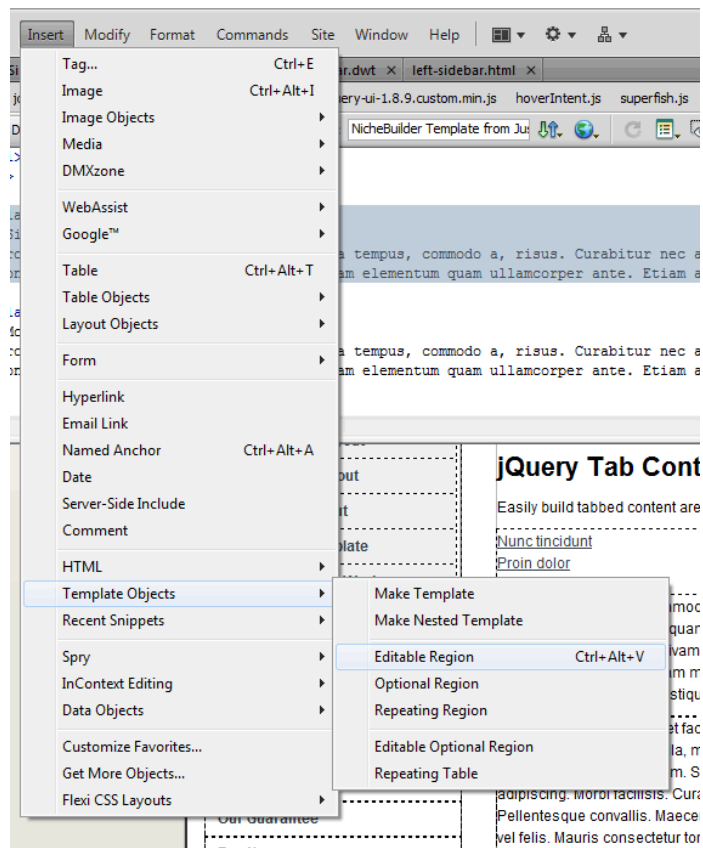 Insert Modify Format Commands Site Window Help
Tag... Ctrl+E
Image Ctrl+Alt+I
Image Objects
Media
DMXzone
WebAssist
Google™
Table Ctrl+Alt+T
Table Objects
Layout Objects
Form
Hyperlink
Email Link
Named Anchor Ctrl+Alt+A
Date
Server-Side Include
Comment
HTML
Template Objects
Recent Snippets
Spry
InContext Editing
Data Objects
Customize Favorites...
Get More Objects...
Flexi CSS Layouts
Make Template
Make Nested Template
Editable Region Ctrl+Alt+V
Optional Region
Repeating Region
Editable Optional Region
Repeating Table
ar.dwt × left-sidebar.html ×
ery-ui-1.8.9.custom.min.js hoverIntent.js superfish.js
NicheBuilder Template from Ju
a tempus, commodo a, risus. Curabitur nec a
am elementum quam ullamcorper ante. Etiam a
a tempus, commodo a, risus. Curabitur nec a
am elementum quam ullamcorper ante. Etiam a
out
ut
plate
Our Guarantee
jQuery Tab Cont
Easily build tabbed content are
Nunc tincidunt
Proin dolor
adipiscing. Morbi facilisis. Cura
Pellentesque convallis. Maecen
vel felis. Mauris consectetur tor